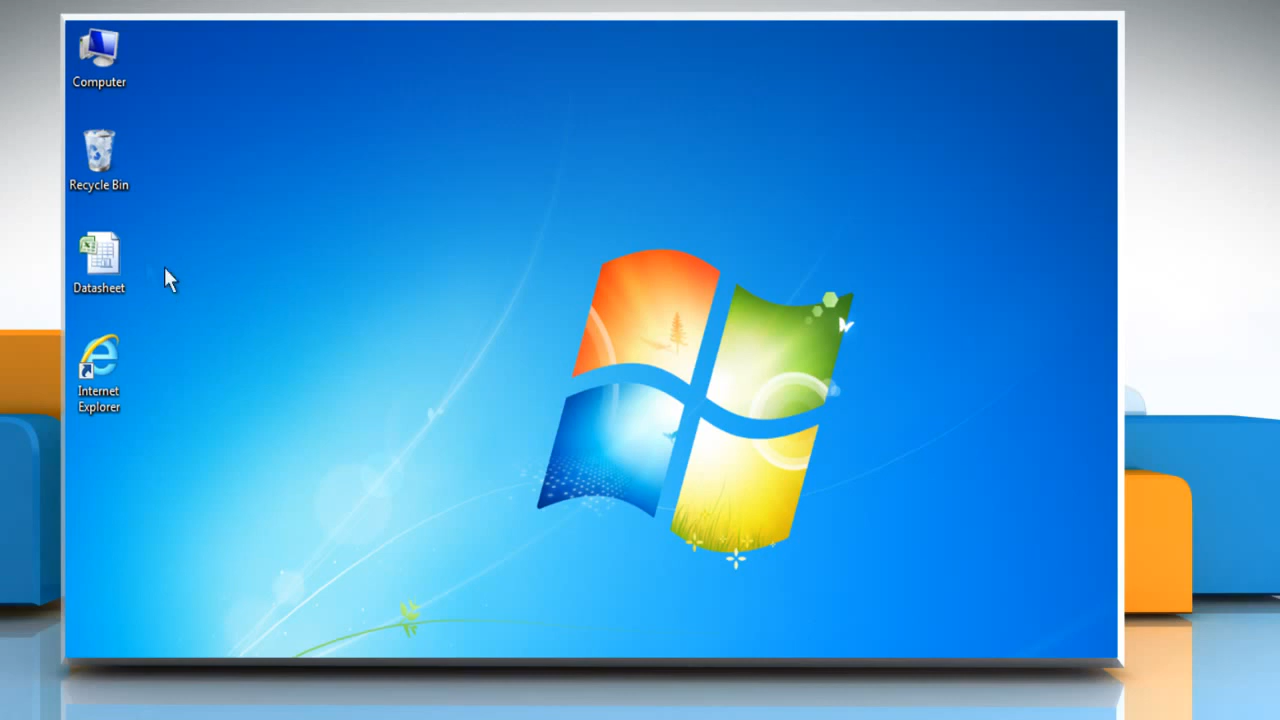 Computer
Recycle Bin
Datasheet
Internet
Explorer